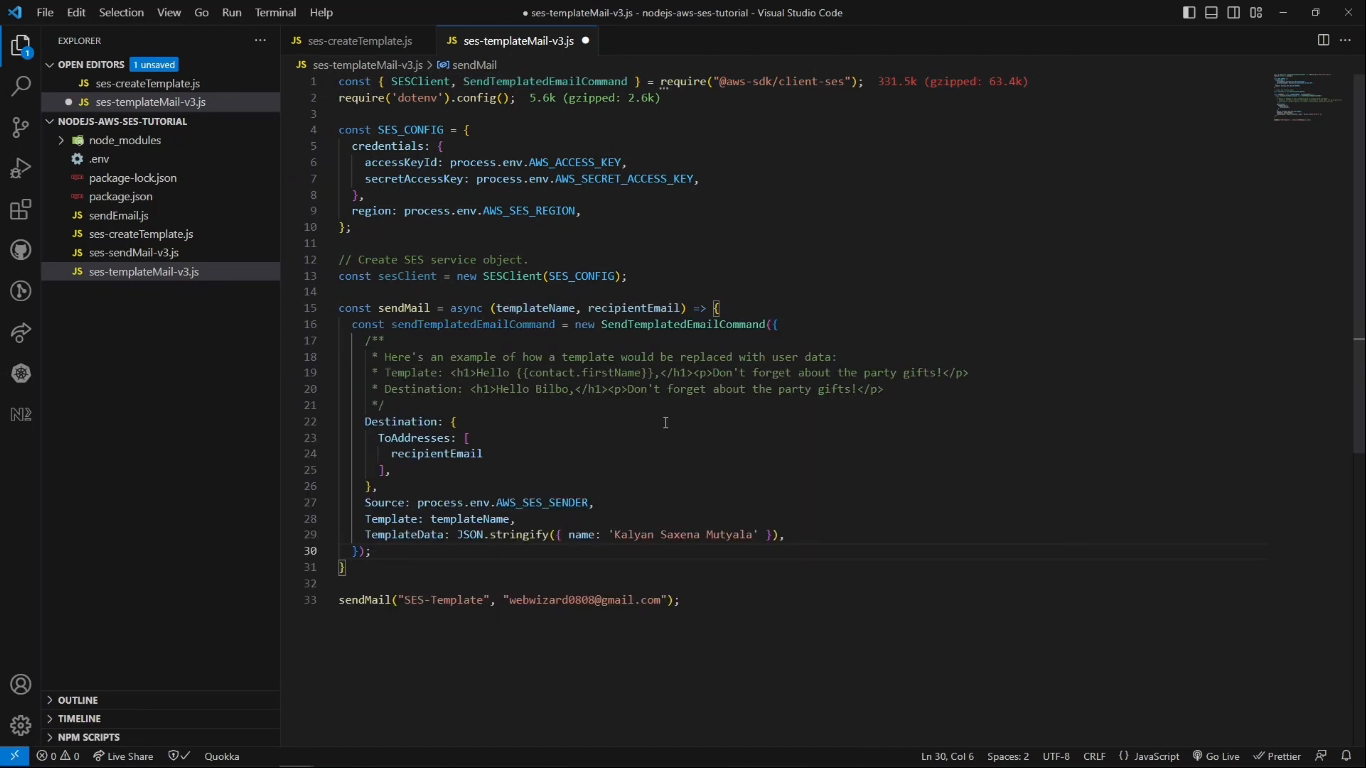 File Edit Selection View Go Run Terminal Help
● ses-templateMail-v3.js - nodejs-aws-ses-tutorial - Visual Studio Code
EXPLORER
OPEN EDITORS 1 unsaved
JS ses-createTemplate.js
JS ses-templateMail-v3.js
NODEJS-AWS-SES-TUTORIAL
node_modules
.env
package-lock.json
package.json
JS sendEmail.js
JS ses-createTemplate.js
JS ses-sendMail-v3.js
JS ses-templateMail-v3.js
OUTLINE
TIMELINE
NPM SCRIPTS
1
N2
JS ses-createTemplate.js
JS ses-templateMail-v3.js ●
JS ses-templateMail-v3.js > sendMail
1 const { SESClient, SendTemplatedEmailCommand } = require("@aws-sdk/client-ses"); 331.5k (gzipped: 63.4k)
2 require('dotenv').config(); 5.6k (gzipped: 2.6k)
3
4 const SES_CONFIG = {
5 credentials: {
6 accessKeyId: process.env.AWS_ACCESS_KEY,
7 secretAccessKey: process.env.AWS_SECRET_ACCESS_KEY,
8 },
9 region: process.env.AWS_SES_REGION,
10 };
11
12 // Create SES service object.
13 const sesClient = new SESClient(SES_CONFIG);
14
15 const sendMail = async (templateName, recipientEmail) => {
16 const sendTemplatedEmailCommand = new SendTemplatedEmailCommand({
17 /**
18 * Here's an example of how a template would be replaced with user data:
19 * Template: <h1>Hello {{contact.firstName}},</h1><p>Don't forget about the party gifts!</p>
20 * Destination: <h1>Hello Bilbo,</h1><p>Don't forget about the party gifts!</p>
21 */
22 Destination: {
23 ToAddresses: [
24 recipientEmail
25 ],
26 },
27 Source: process.env.AWS_SES_SENDER,
28 Template: templateName,
29 TemplateData: JSON.stringify({ name: 'Kalyan Saxena Mutyala' }),
30 });
31 }
32
33 sendMail("SES-Template", "webwizard0808@gmail.com");
0 0 Live Share Quokka
Ln 30, Col 6 Spaces: 2 UTF-8 CRLF { } JavaScript Go Live Prettier